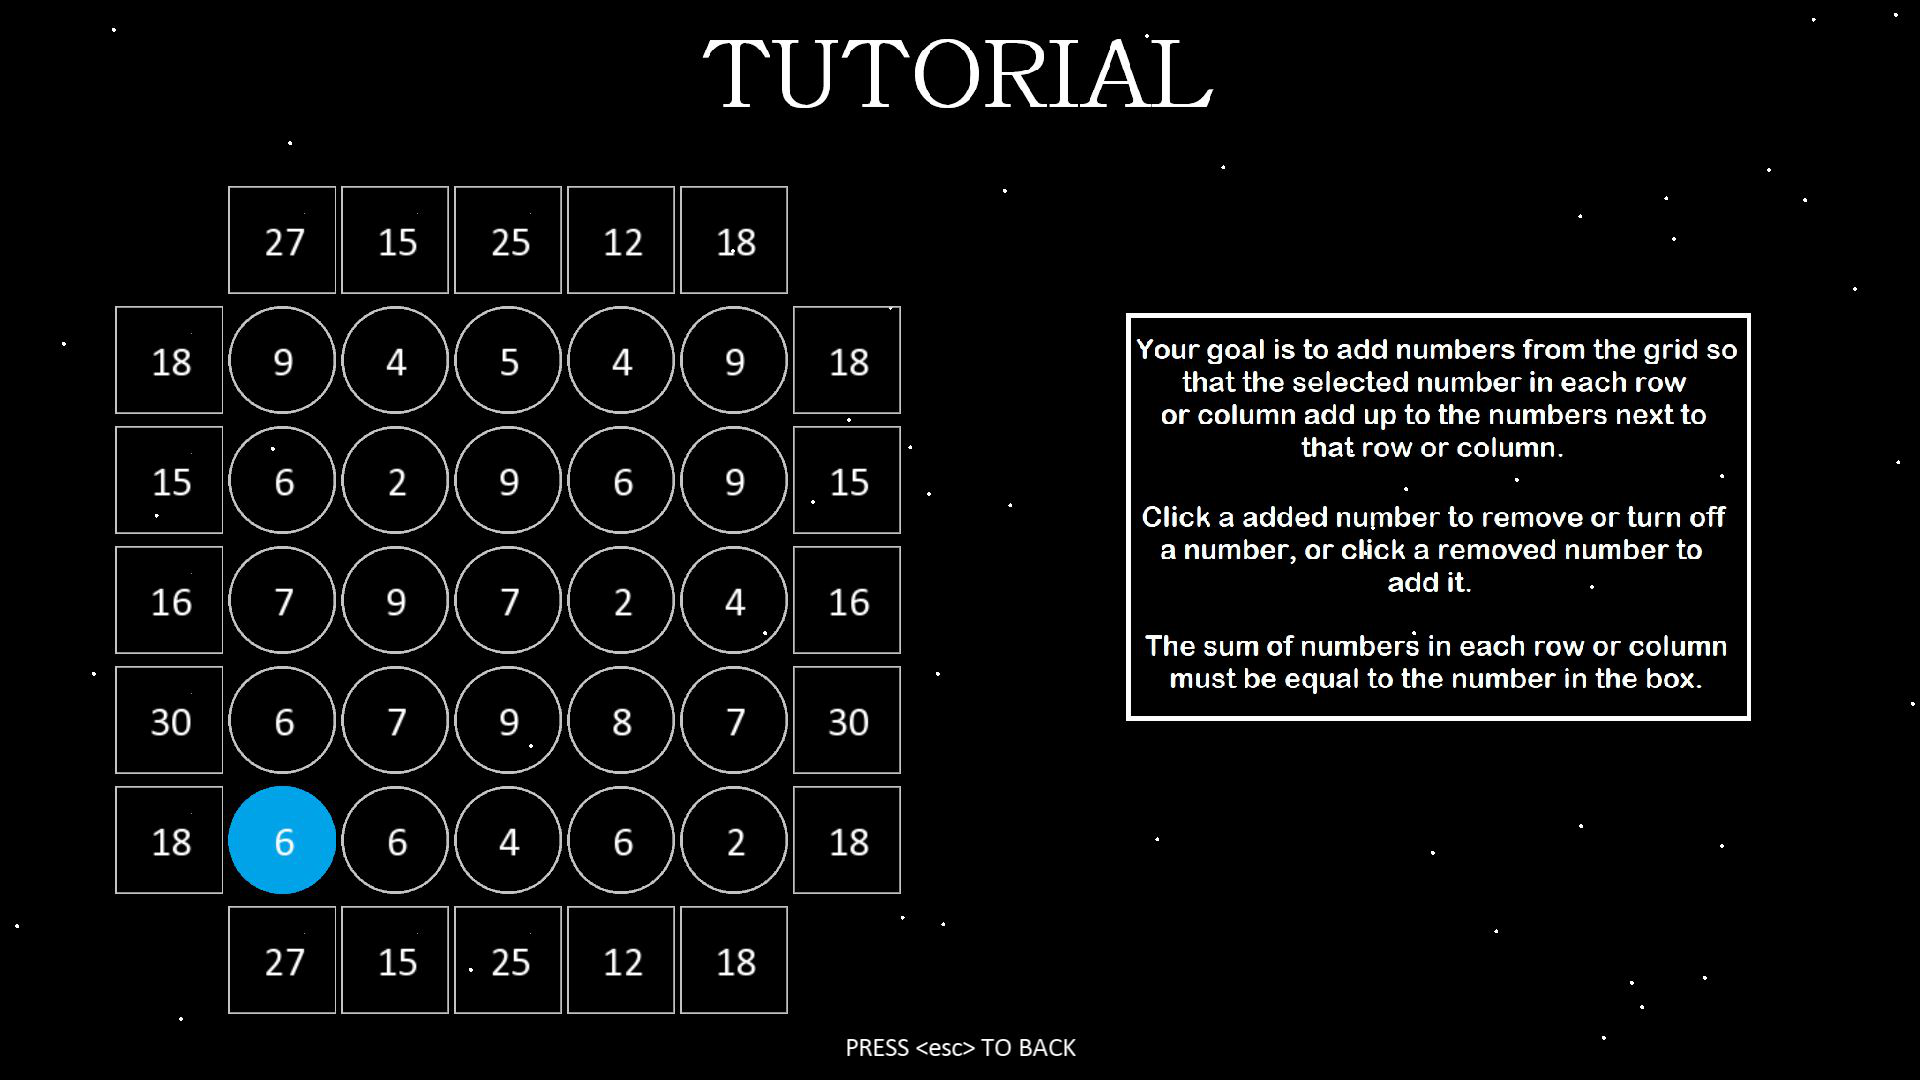 TUTORIAL
27 15 25 12 18
18 9 4 5 4 9 18
15 6 2 9 6 9 15
16 7 9 7 2 4 16
30 6 7 9 8 7 30
18 6 6 4 6 2 18
27 15 25 12 18
Your goal is to add numbers from the grid so
that the selected number in each row
or column add up to the numbers next to
that row or column.
Click a added number to remove or turn off
a number, or click a removed number to
add it.
The sum of numbers in each row or column
must be equal to the number in the box.
PRESS <esc> TO BACK